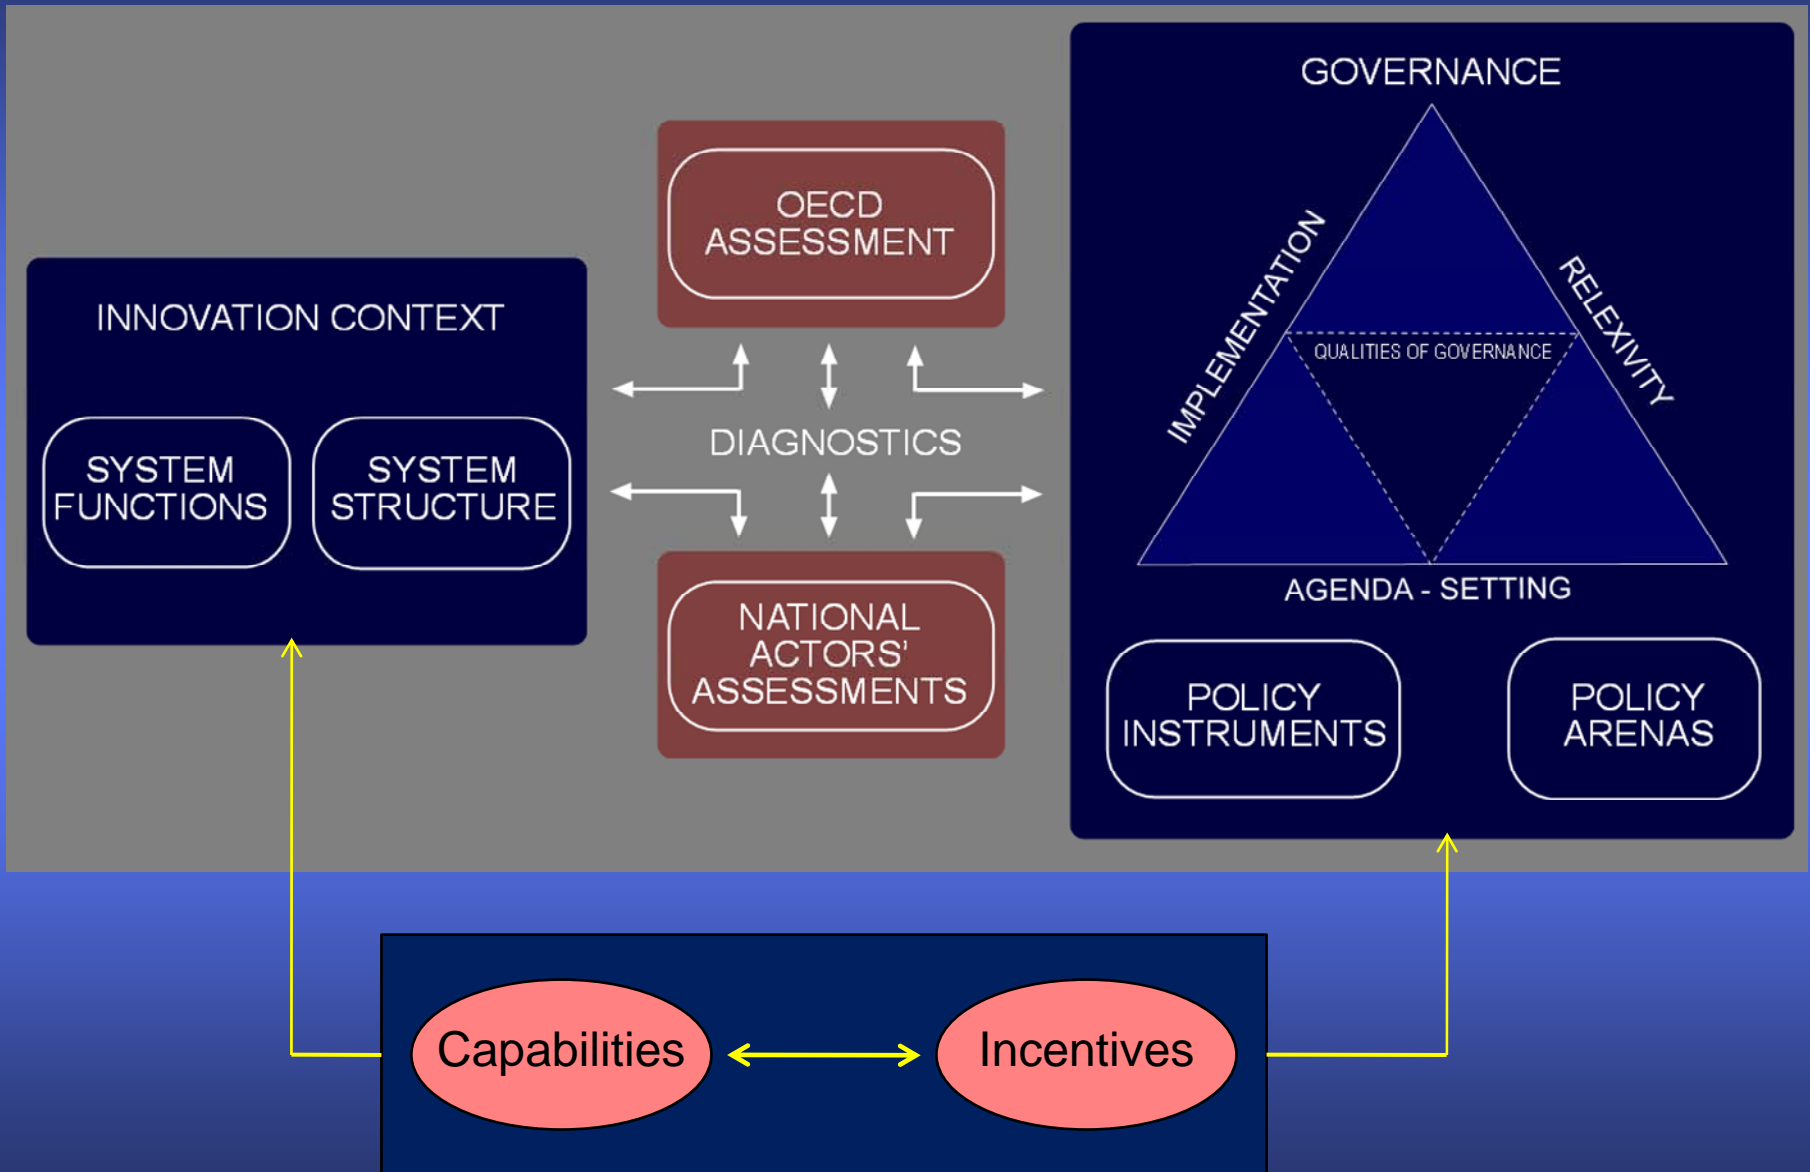 GOVERNANCE
OECD
ASSESSMENT
INNOVATION CONTEXT
SYSTEM
FUNCTIONS
SYSTEM
STRUCTURE
DIAGNOSTICS
NATIONAL
ACTORS'
ASSESSMENTS
IMPLEMENTATION
RELEXIVITY
QUALITIES OF GOVERNANCE
AGENDA - SETTING
POLICY
INSTRUMENTS
POLICY
ARENAS
Capabilities
Incentives